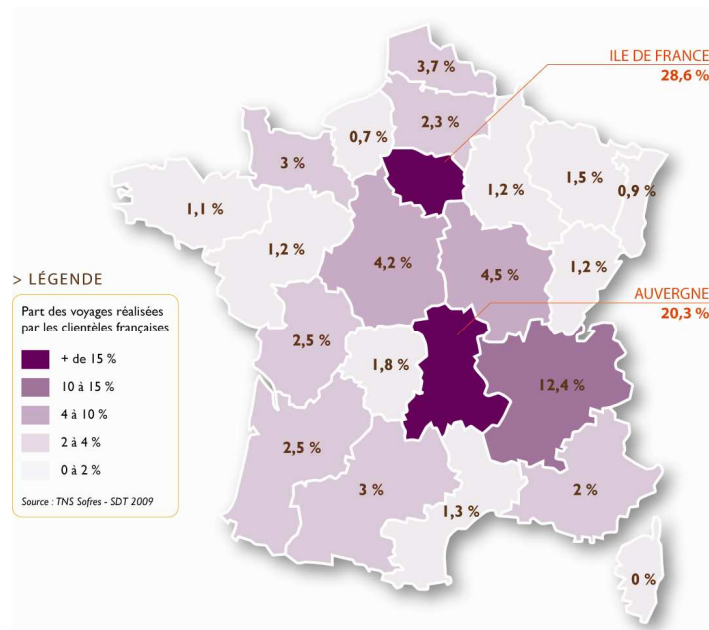 ILE DE FRANCE
28,6 %
3,7 %
2,3 %
0,7 %
3 %
1,2 %
1,5 %
0,9 %
1,1 %
1,2 %
4,2 %
4,5 %
1,2 %
> LÉGENDE
AUVERGNE
20,3 %
Part des voyages réalisées
par les clientèles françaises
+ de 15 %
10 à 15 %
4 à 10 %
2 à 4 %
0 à 2 %
Source : TNS Sofres - SDT 2009
2,5 %
1,8 %
12,4 %
2,5 %
3 %
1,3 %
2 %
0 %